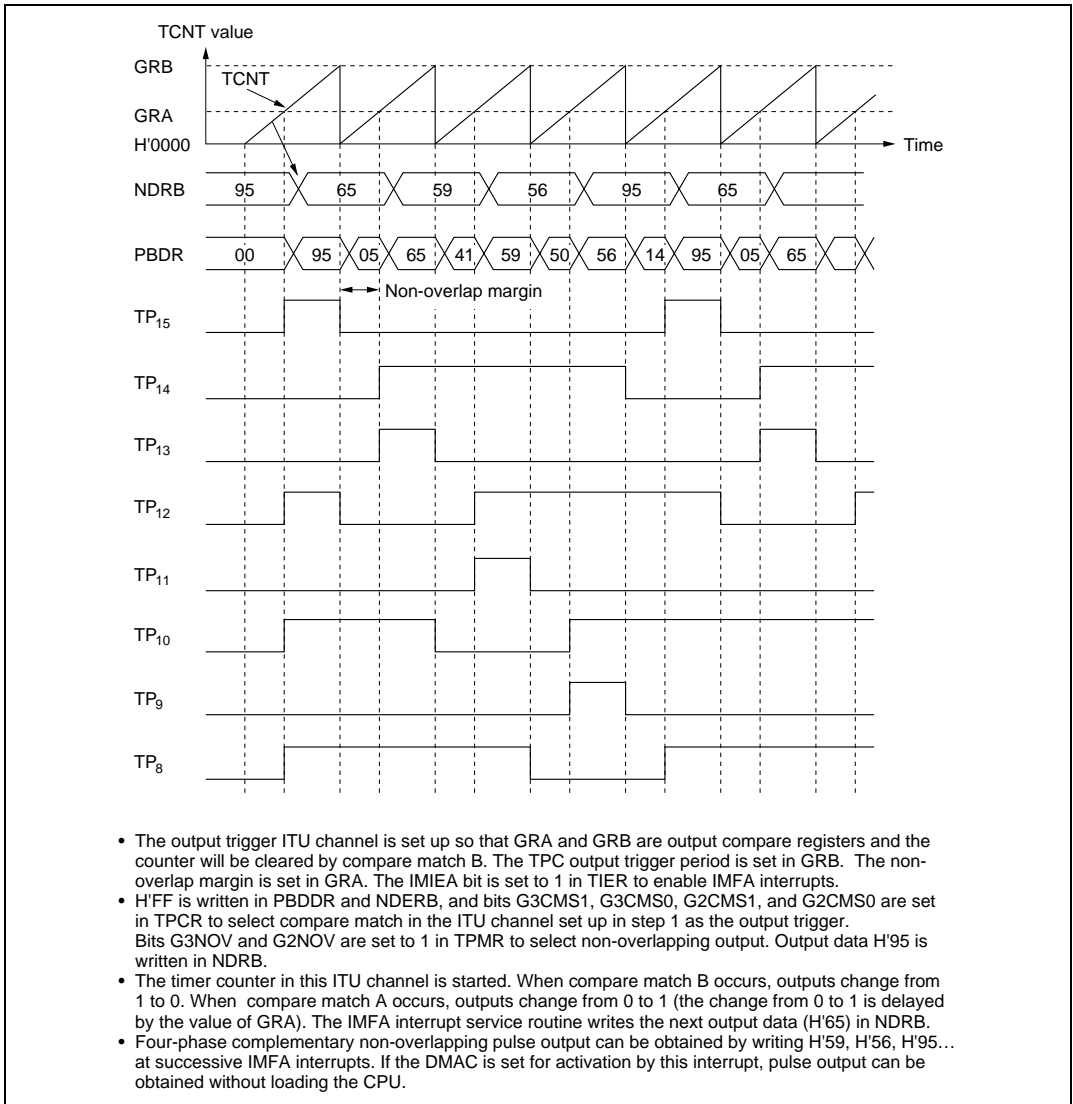 TCNT value
GRB
TCNT
GRA
H'0000
Time
NDRB 95 65 59 56 95 65
PBDR 00 95 05 65 41 59 50 56 14 95 05 65
Non-overlap margin
TP15
TP14
TP13
TP12
TP11
TP10
TP9
TP8
• The output trigger ITU channel is set up so that GRA and GRB are output compare registers and the
counter will be cleared by compare match B. The TPC output trigger period is set in GRB. The non-
overlap margin is set in GRA. The IMIEA bit is set to 1 in TIER to enable IMFA interrupts.
• H'FF is written in PBDDR and NDERB, and bits G3CMS1, G3CMS0, G2CMS1, and G2CMS0 are set
in TPCR to select compare match in the ITU channel set up in step 1 as the output trigger.
Bits G3NOV and G2NOV are set to 1 in TPMR to select non-overlapping output. Output data H'95 is
written in NDRB.
• The timer counter in this ITU channel is started. When compare match B occurs, outputs change from
1 to 0. When compare match A occurs, outputs change from 0 to 1 (the change from 0 to 1 is delayed
by the value of GRA). The IMFA interrupt service routine writes the next output data (H'65) in NDRB.
• Four-phase complementary non-overlapping pulse output can be obtained by writing H'59, H'56, H'95…
at successive IMFA interrupts. If the DMAC is set for activation by this interrupt, pulse output can be
obtained without loading the CPU.